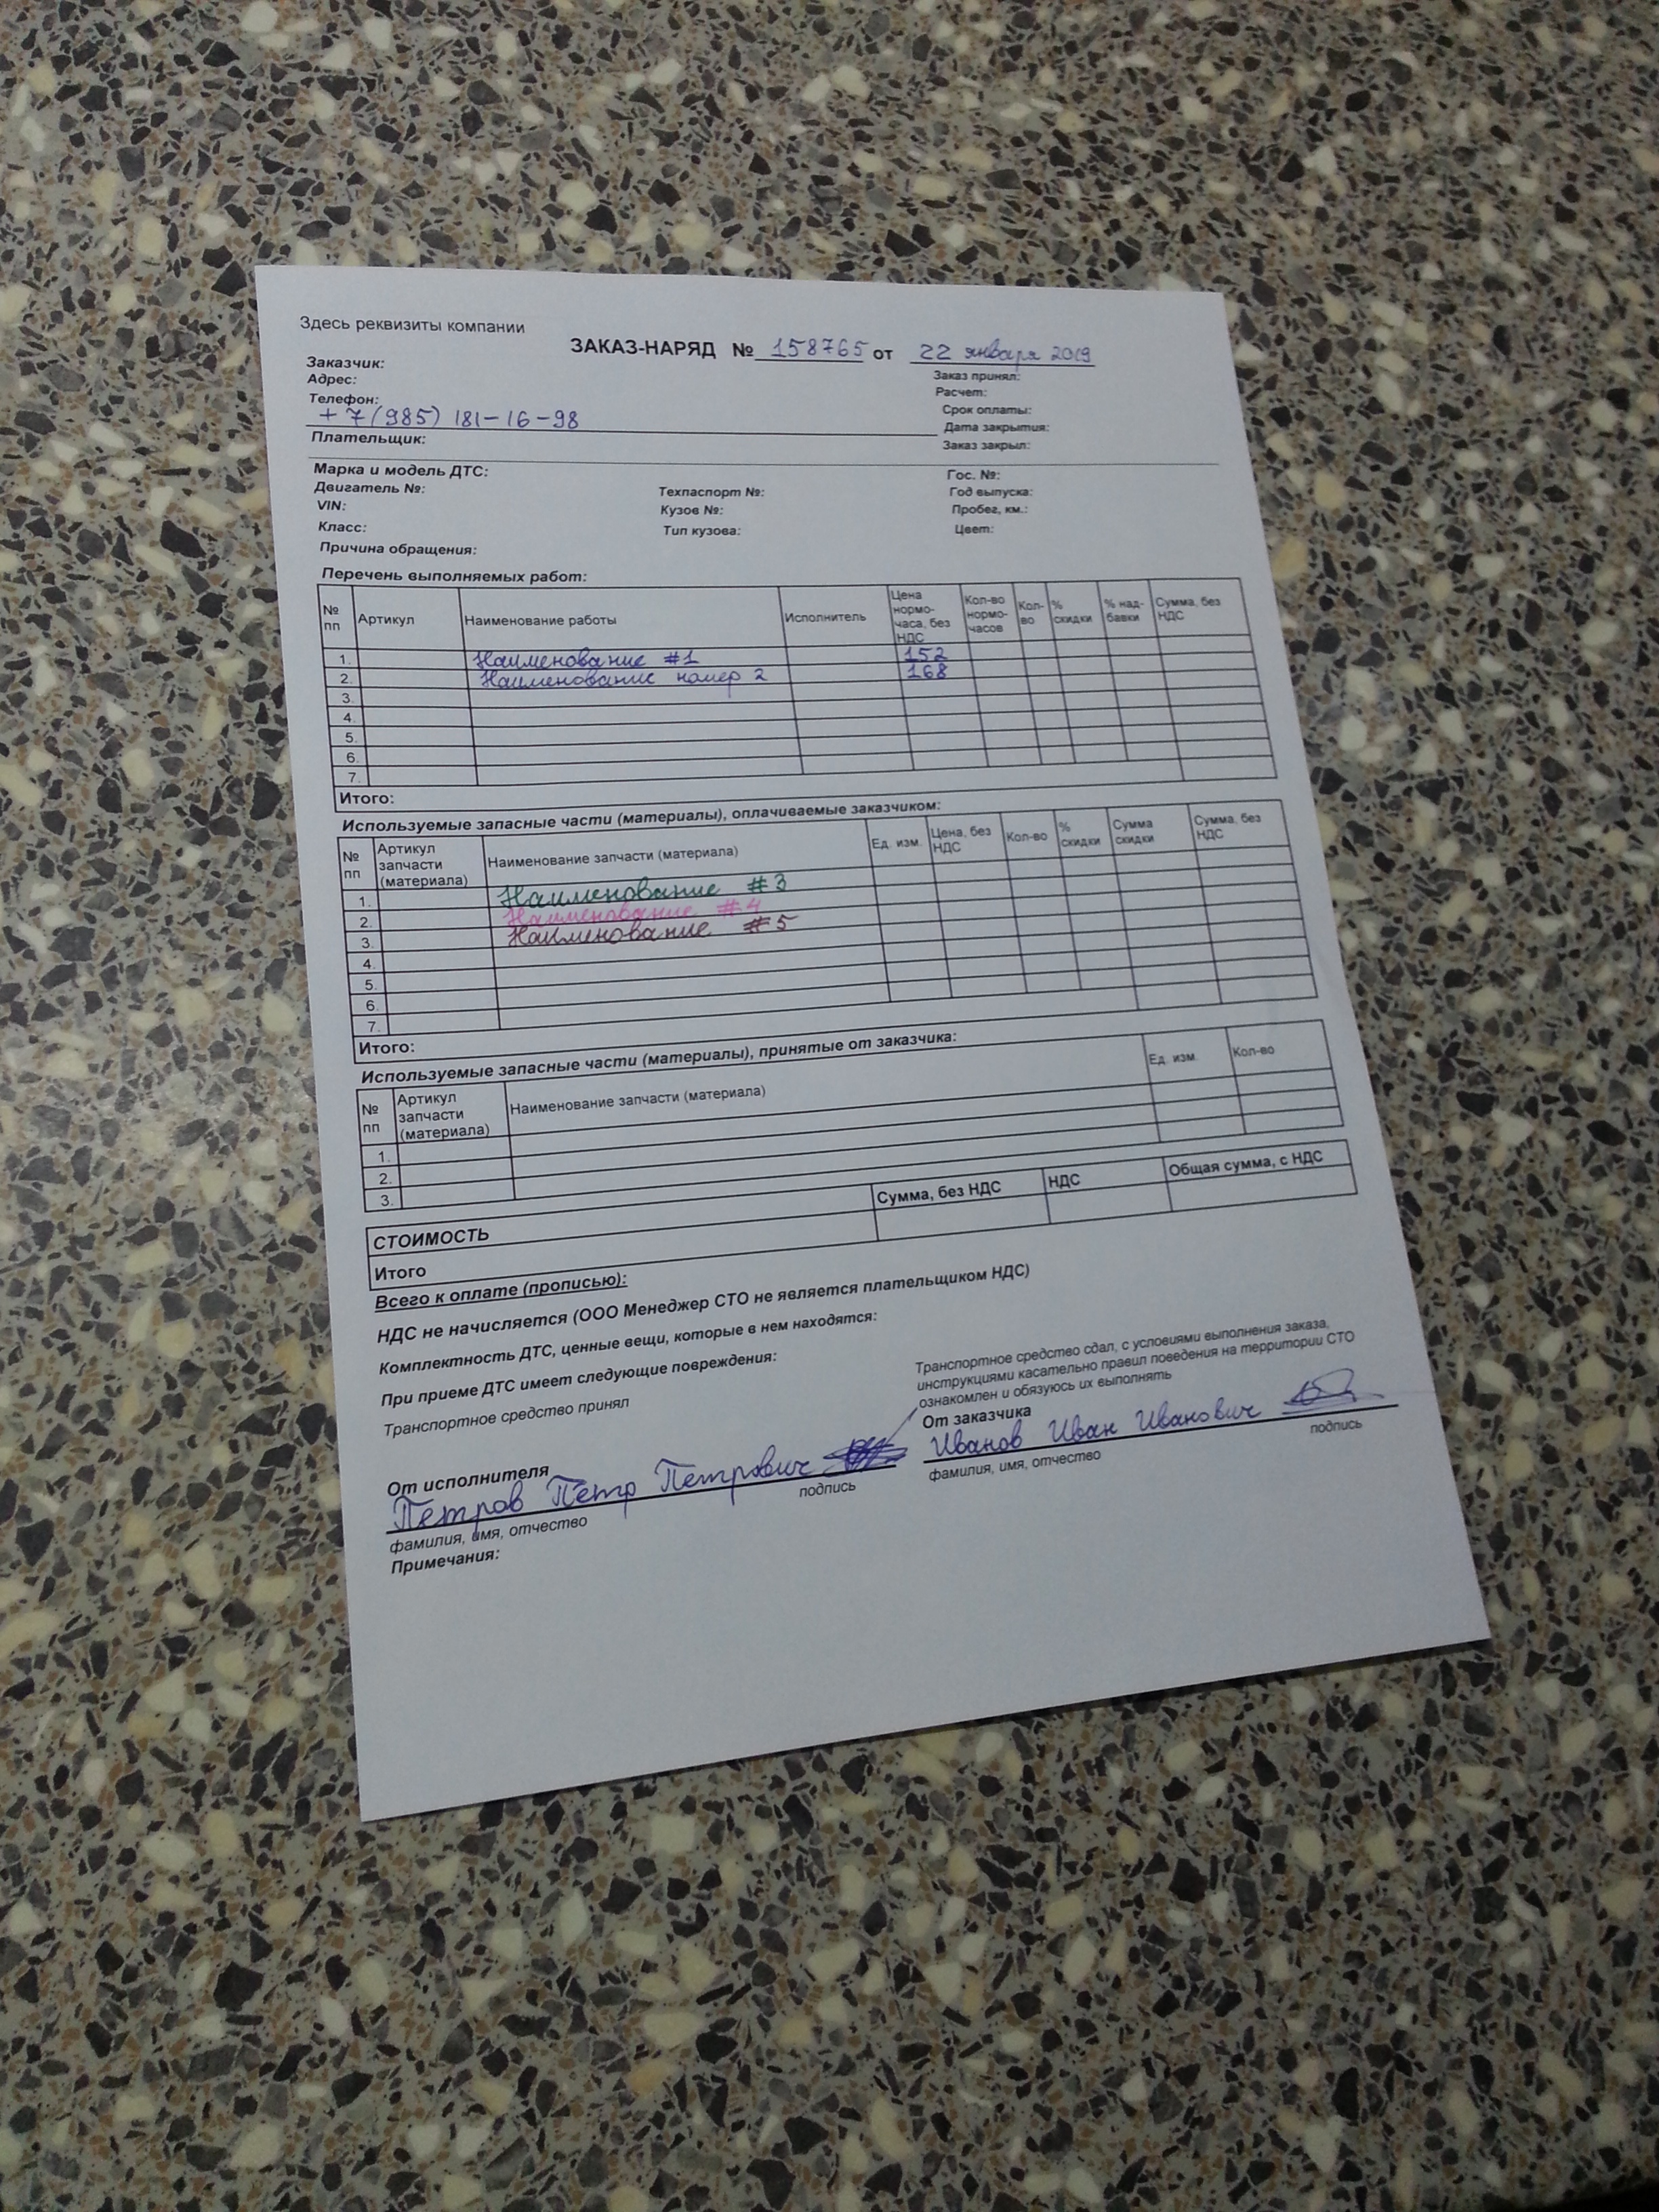 Здесь реквизиты компании
ЗАКАЗ-НАРЯД № 158765 от 22 января 2019
Заказчик:
Адрес:
Телефон:
+7(985) 181-16-98
Плательщик:
Заказ принял:
Расчет:
Срок оплаты:
Дата закрытия:
Заказ закрыл:
Марка и модель ДТС: Гос. №:
Двигатель №: Техпаспорт №: Год выпуска:
VIN: Кузов №: Пробег, км.:
Класс: Тип кузова: Цвет:
Причина обращения:
Перечень выполняемых работ:
№ пп Артикул Наименование работы Исполнитель Цена нормо-часа, без НДС Кол-во нормо-часов Кол-во % скидки % над-бавки Сумма, без НДС
1. Наименование #1 152
2. Наименование номер 2 168
3.
4.
5.
6.
7.
Итого:
Используемые запасные части (материалы), оплачиваемые заказчиком:
№ пп Артикул запчасти (материала) Наименование запчасти (материала) Ед. изм. Цена, без НДС Кол-во % скидки Сумма скидки Сумма, без НДС
1. Наименование #3
2. Наименование #4
3. Наименование #5
4.
5.
6.
7.
Итого:
Используемые запасные части (материалы), принятые от заказчика:
№ пп Артикул запчасти (материала) Наименование запчасти (материала) Ед. изм. Кол-во
1.
2.
3.
СТОИМОСТЬ Сумма, без НДС НДС Общая сумма, с НДС
Итого
Всего к оплате (прописью):
НДС не начисляется (ООО Менеджер СТО не является плательщиком НДС)
Комплектность ДТС, ценные вещи, которые в нем находятся:
При приеме ДТС имеет следующие повреждения:
Транспортное средство принял
От исполнителя
Петров Петр Петрович
подпись
фамилия, имя, отчество
Транспортное средство сдал, с условиями выполнения заказа,
инструкциями касательно правил поведения на территории СТО
ознакомлен и обязуюсь их выполнять
От заказчика
Иванов Иван Иванович
подпись
фамилия, имя, отчество
Примечания: